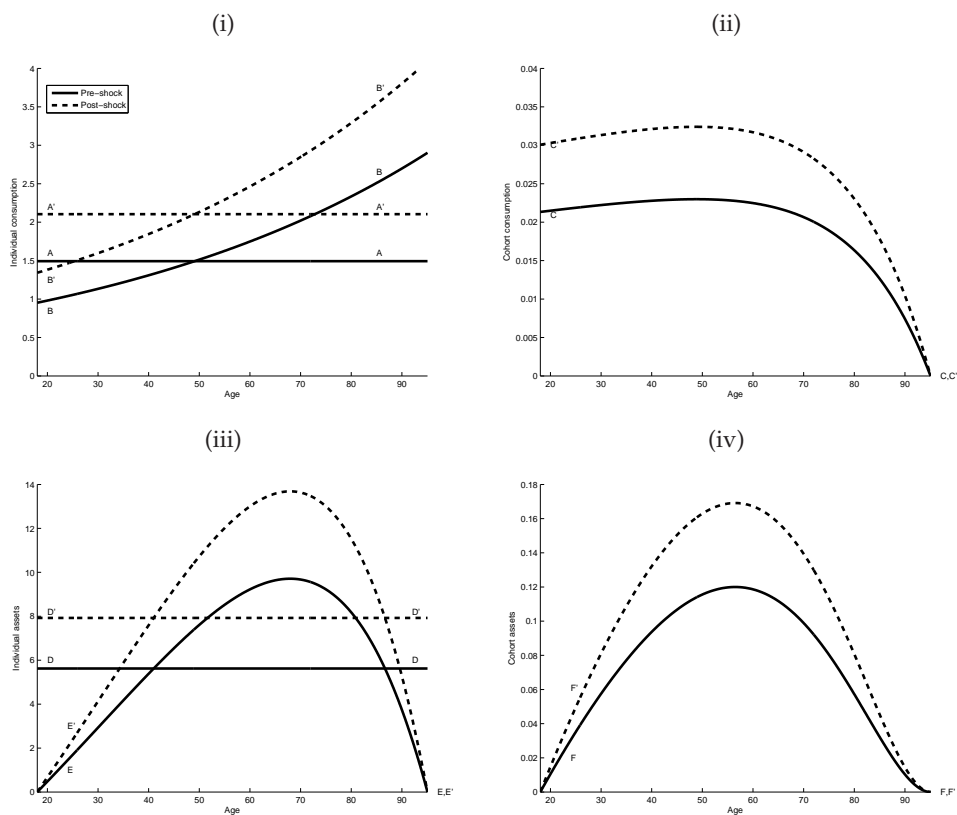 (i)
4
3.5
3
2.5
2
1.5
1
0.5
0
Individual consumption
Pre−shock
Post−shock
B'
B
A'
A'
A
A
B'
B
20 30 40 50 60 70 80 90
Age
(ii)
0.04
0.035
0.03
0.025
0.02
0.015
0.01
0.005
0
Cohort consumption
C'
C
C,C'
20 30 40 50 60 70 80 90
Age
(iii)
14
12
10
8
6
4
2
0
Individual assets
D'
D'
D
D
E'
E
E,E'
20 30 40 50 60 70 80 90
Age
(iv)
0.18
0.16
0.14
0.12
0.1
0.08
0.06
0.04
0.02
0
Cohort assets
F'
F
F,F'
20 30 40 50 60 70 80 90
Age